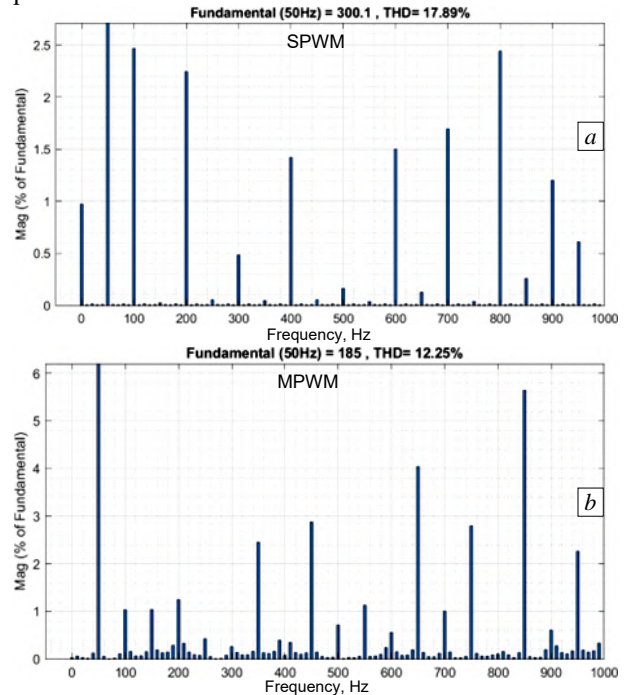 Fundamental (50Hz) = 300.1 , THD= 17.89%
SPWM
2.5
2
1.5
1
0.5
0
Mag (% of Fundamental)
a
0 100 200 300 400 500 600 700 800 900 1000
Frequency, Hz
Fundamental (50Hz) = 185 , THD= 12.25%
MPWM
6
5
4
3
2
1
0
Mag (% of Fundamental)
b
0 100 200 300 400 500 600 700 800 900 1000
Frequency, Hz